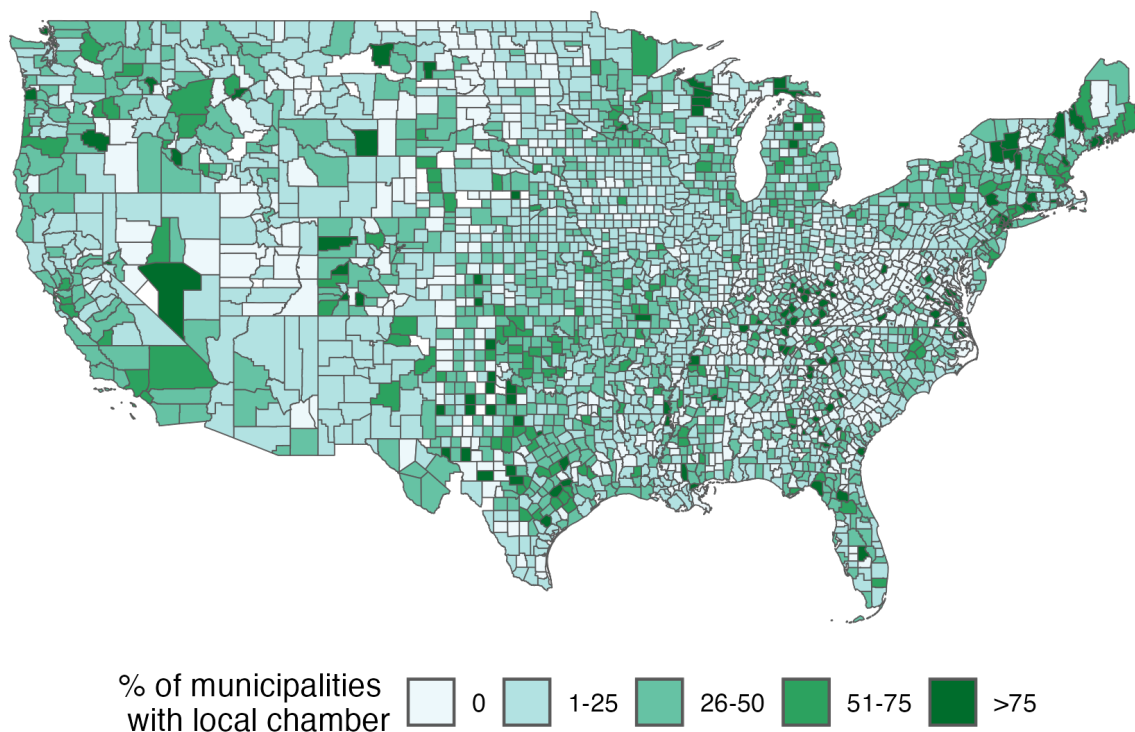 % of municipalities
with local chamber
0
1-25
26-50
51-75
>75